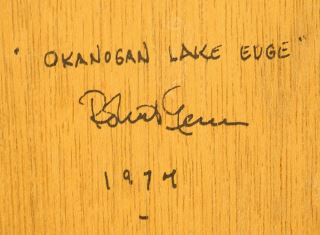 "OKANOGAN LAKE EDGE"
Robert Genn
1974